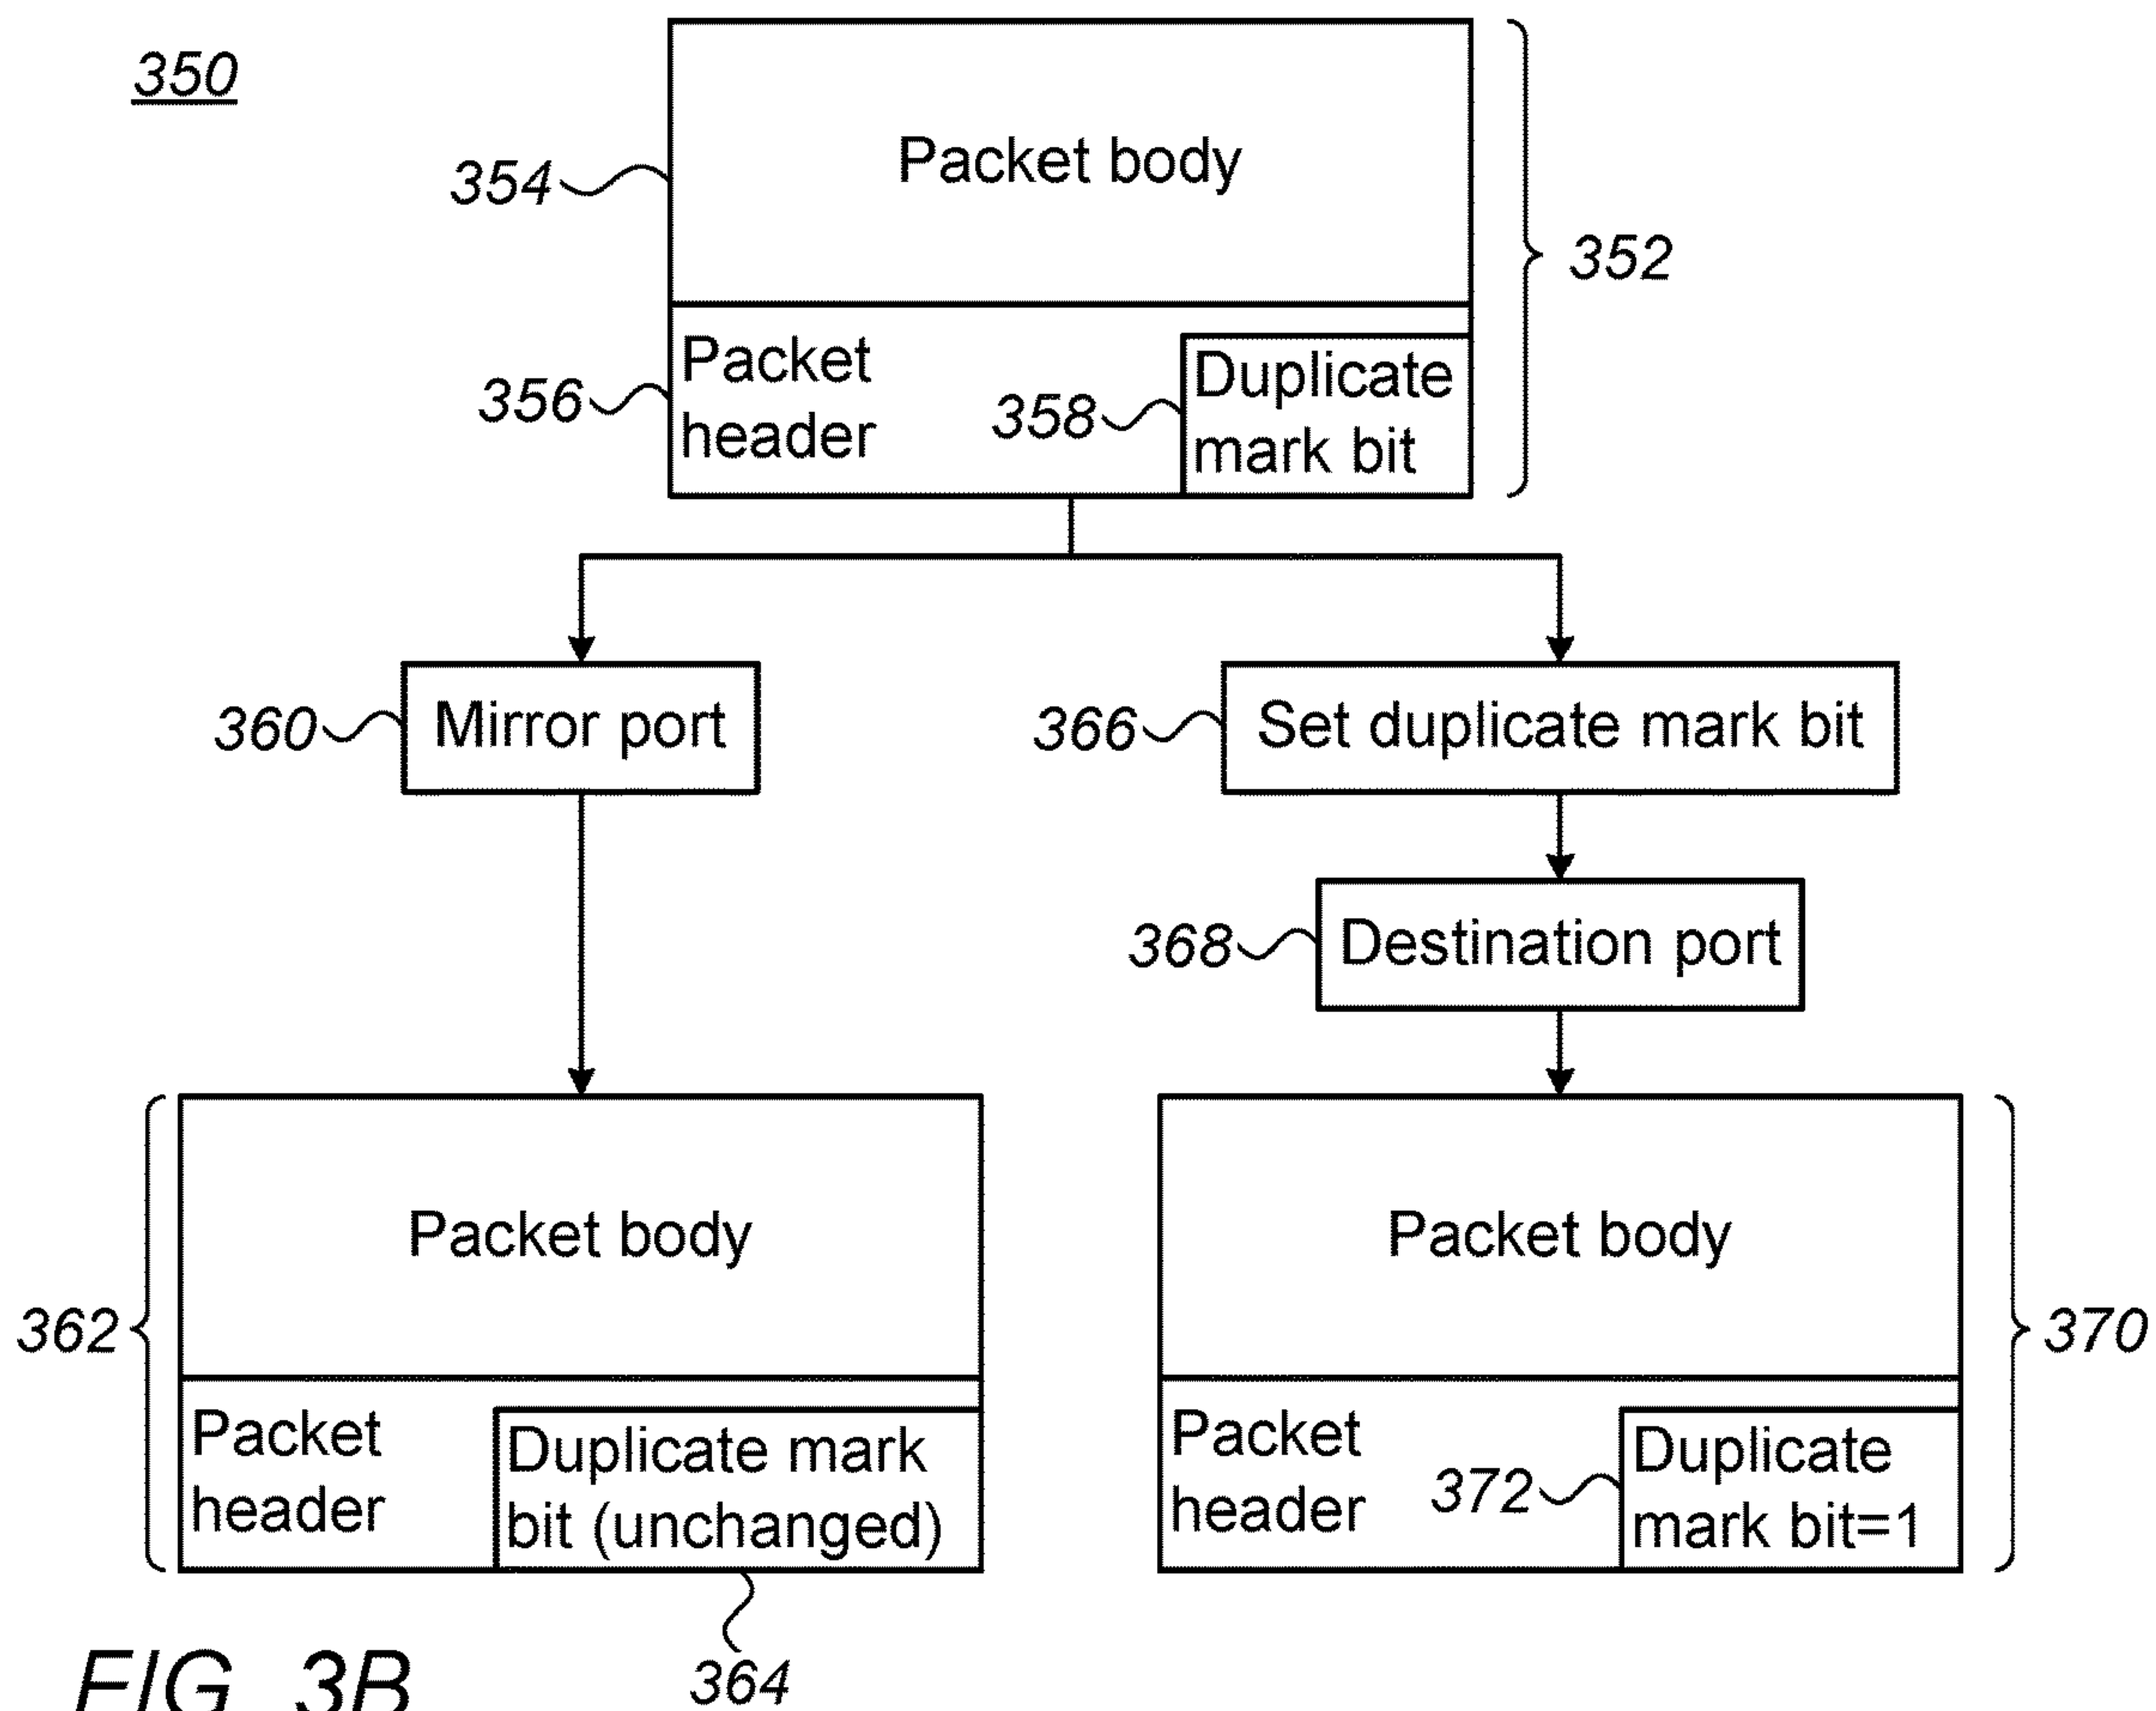 350
Packet body
354
352
Packet
header
356
358
Duplicate
mark bit
Mirror port
360
Set duplicate mark bit
366
Destination port
368
Packet body
362
Packet
header
Duplicate mark
bit (unchanged)
364
Packet body
370
Packet
header
372
Duplicate
mark bit=1
FIG. 3B